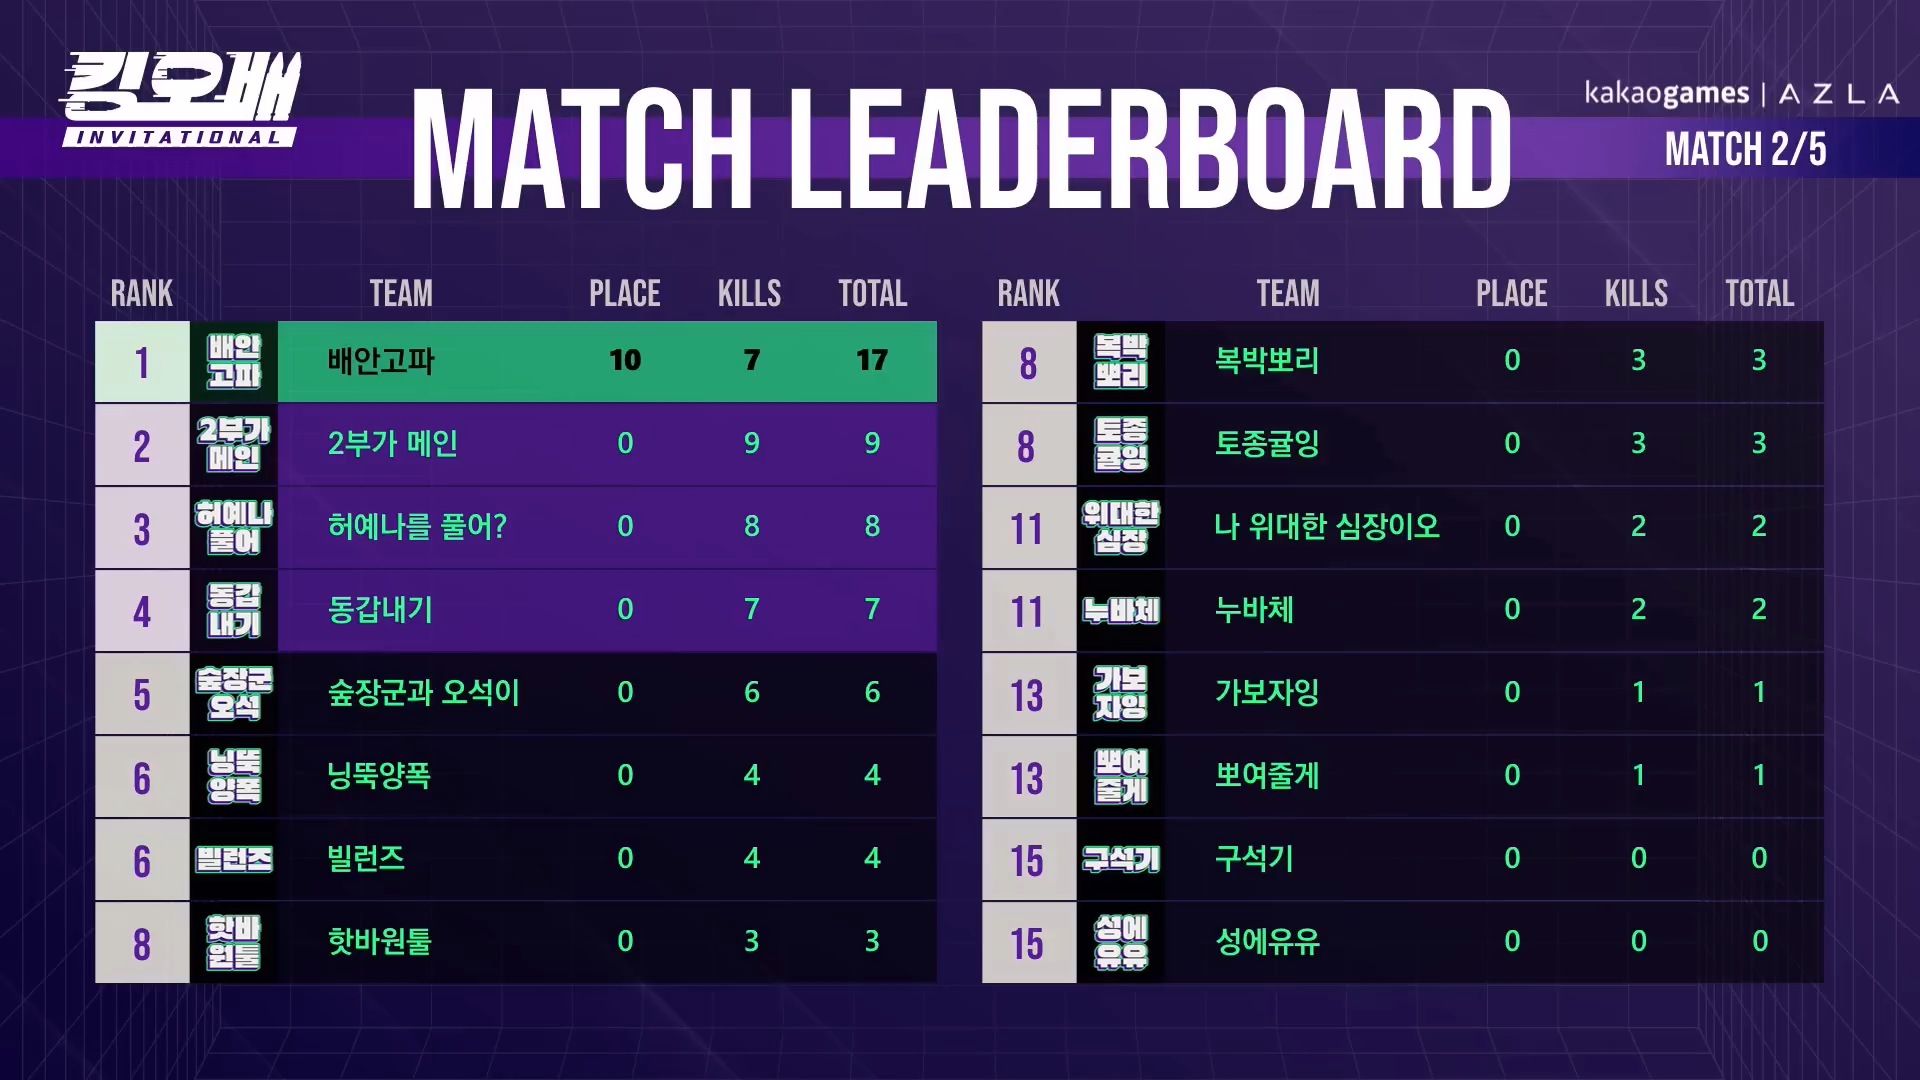 킹오배
INVITATIONAL
MATCH LEADERBOARD
kakaogames | AZLA
MATCH 2/5
RANK TEAM PLACE KILLS TOTAL
1 배안고파 배안고파 10 7 17
2 2부가메인 2부가 메인 0 9 9
3 허예나풀어 허예나를 풀어? 0 8 8
4 동갑내기 동갑내기 0 7 7
5 숲장군오석 숲장군과 오석이 0 6 6
6 닝뚝양폭 닝뚝양폭 0 4 4
6 빌런즈 빌런즈 0 4 4
8 핫바원툴 핫바원툴 0 3 3
RANK TEAM PLACE KILLS TOTAL
8 복박뽀리 복박뽀리 0 3 3
8 토종귤잉 토종귤잉 0 3 3
11 위대한심장 나 위대한 심장이오 0 2 2
11 누바체 누바체 0 2 2
13 가보자잉 가보자잉 0 1 1
13 뽀여줄게 뽀여줄게 0 1 1
15 구석기 구석기 0 0 0
15 성에유유 성에유유 0 0 0